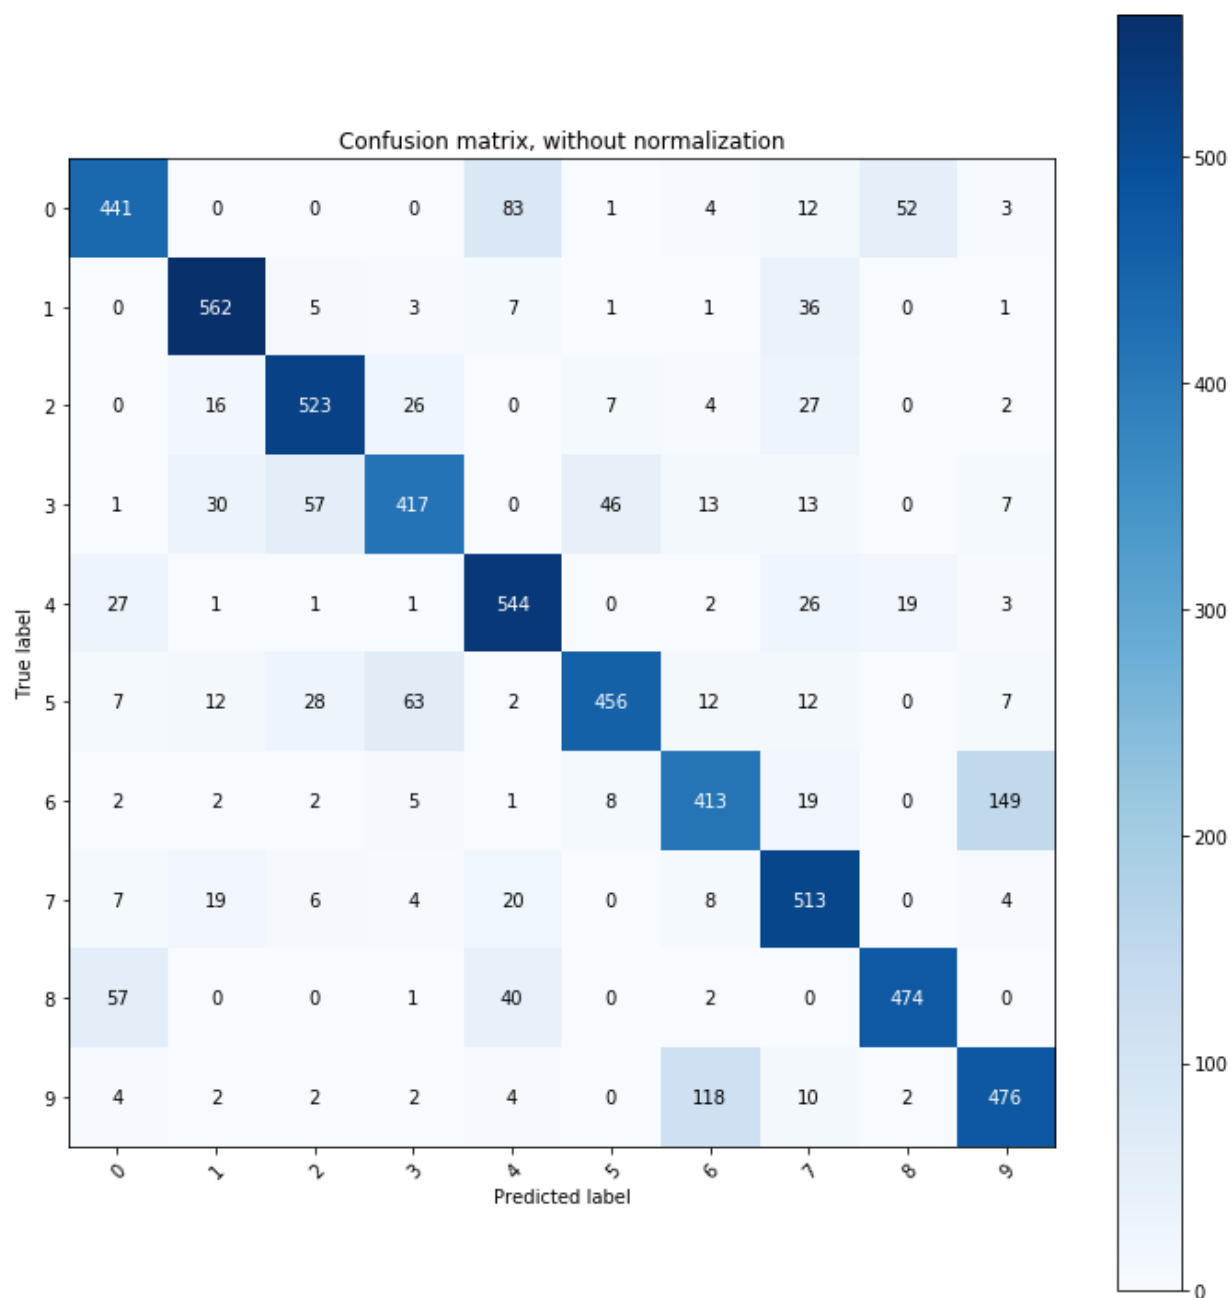 Confusion matrix, without normalization
0 441 0 0 0 83 1 4 12 52 3
1 0 562 5 3 7 1 1 36 0 1
2 0 16 523 26 0 7 4 27 0 2
3 1 30 57 417 0 46 13 13 0 7
4 27 1 1 1 544 0 2 26 19 3
5 7 12 28 63 2 456 12 12 0 7
6 2 2 2 5 1 8 413 19 0 149
7 7 19 6 4 20 0 8 513 0 4
8 57 0 0 1 40 0 2 0 474 0
9 4 2 2 2 4 0 118 10 2 476
0 1 2 3 4 5 6 7 8 9
True label
Predicted label
500
400
300
200
100
0